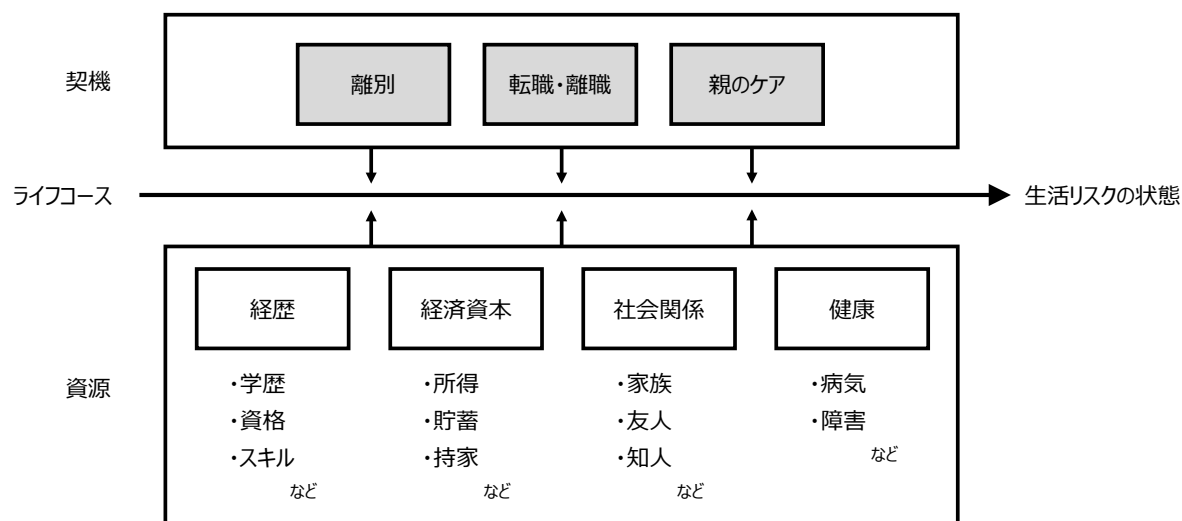 契機
離別
転職・離職
親のケア
ライフコース
生活リスクの状態
資源
経歴
・学歴
・資格
・スキル
など
経済資本
・所得
・貯蓄
・持家
など
社会関係
・家族
・友人
・知人
など
健康
・病気
・障害
など